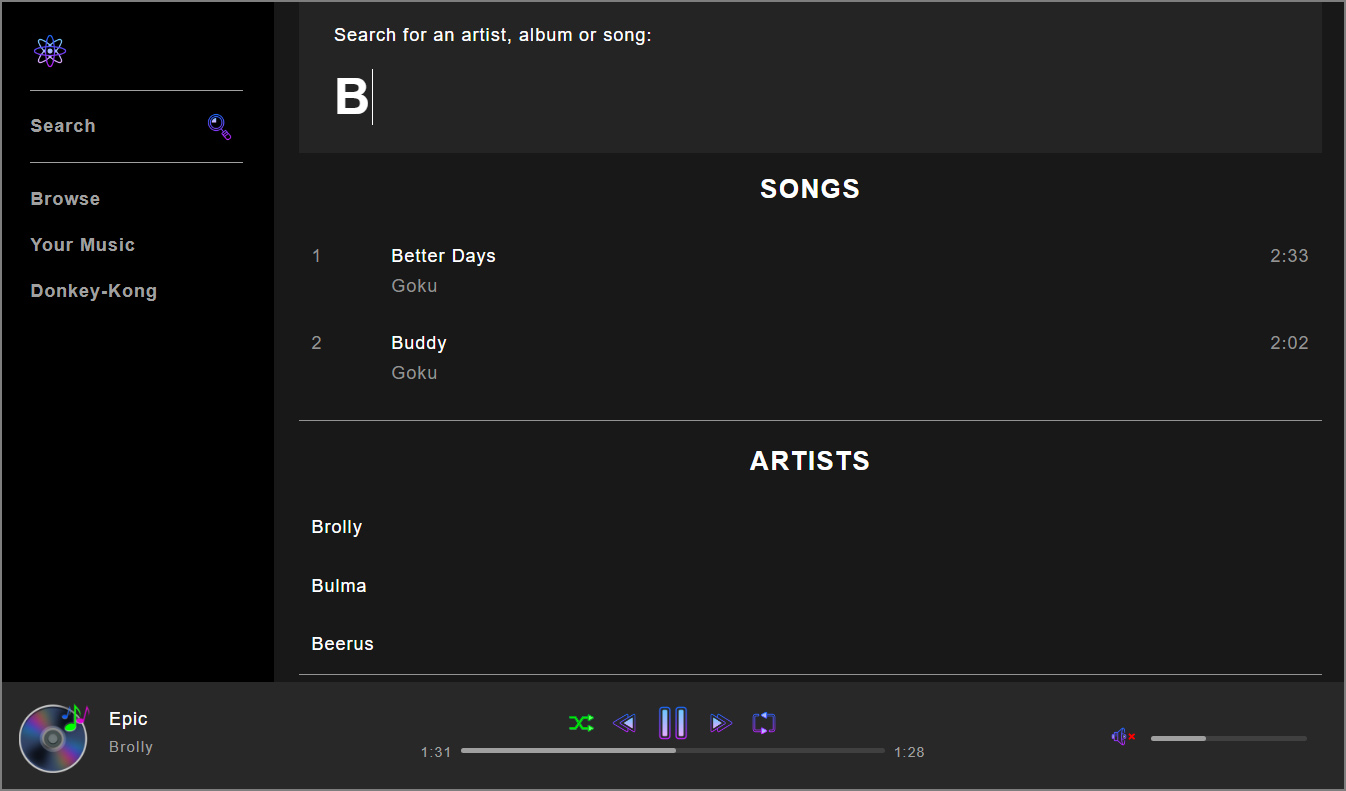 Search for an artist, album or song:
B
Search
Browse
Your Music
Donkey-Kong
SONGS
1 Better Days 2:33
Goku
2 Buddy 2:02
Goku
ARTISTS
Brolly
Bulma
Beerus
Epic
Brolly
1:31 1:28